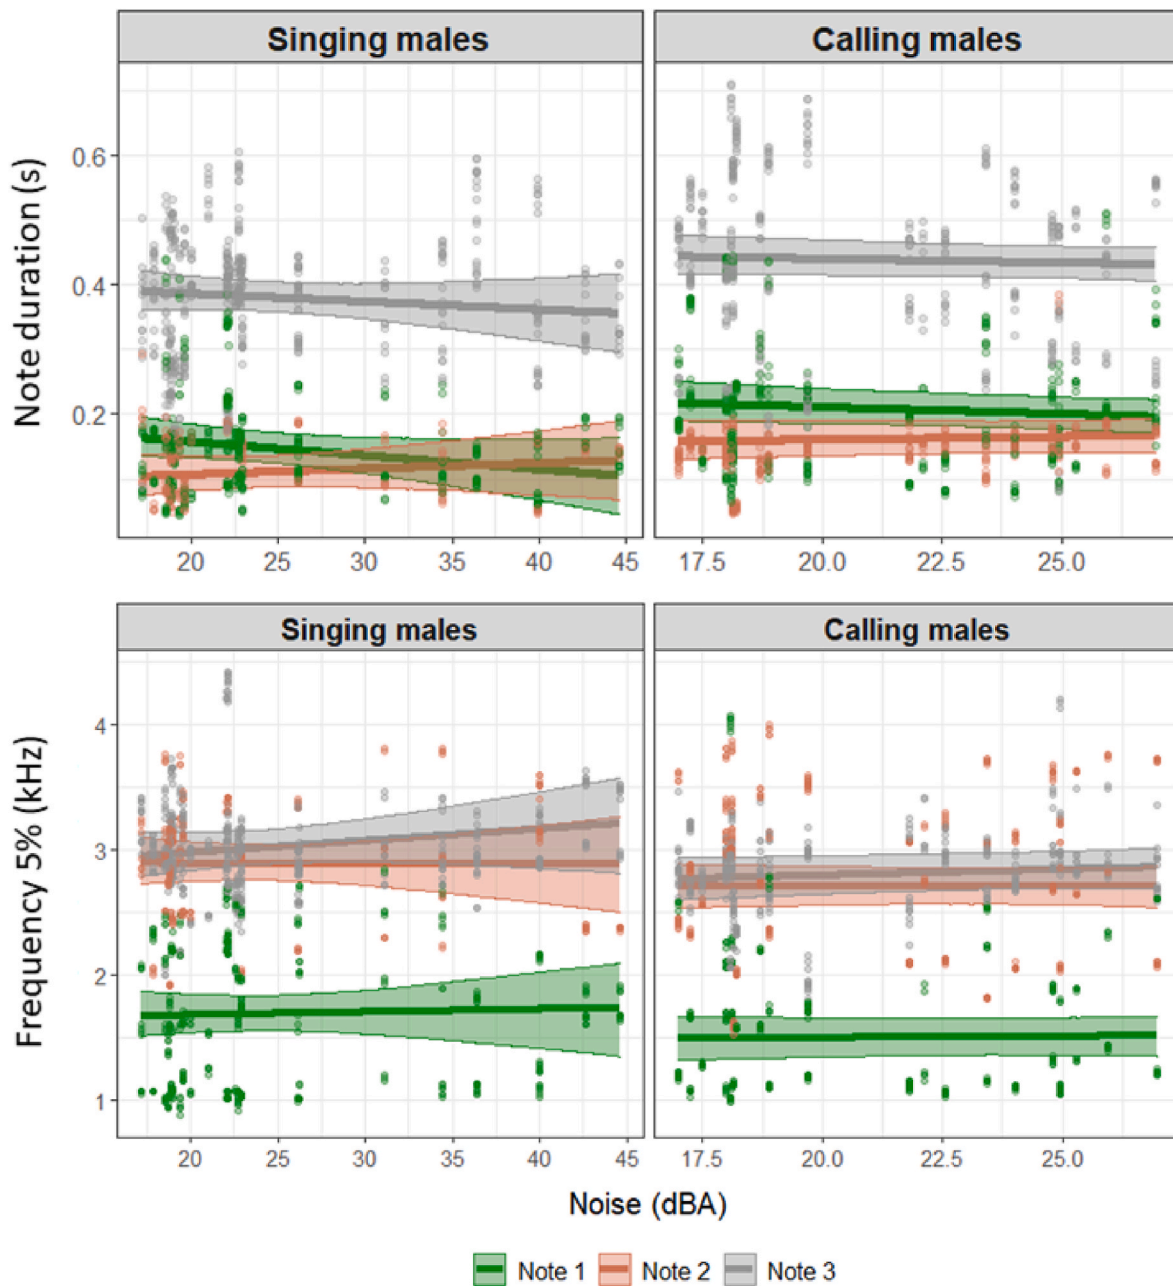 Singing males
Calling males
Note duration (s)
0.6
0.4
0.2
20 25 30 35 40 45
17.5 20.0 22.5 25.0
Singing males
Calling males
Frequency 5% (kHz)
4
3
2
1
20 25 30 35 40 45
17.5 20.0 22.5 25.0
Noise (dBA)
Note 1 Note 2 Note 3